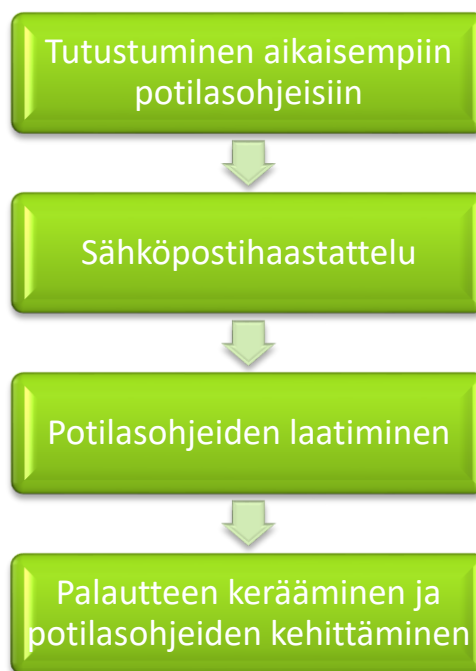 Tutustuminen aikaisempiin
potilasohjeisiin
Sähköpostihaastattelu
Potilasohjeiden laatiminen
Palautteen kerääminen ja
potilasohjeiden kehittäminen